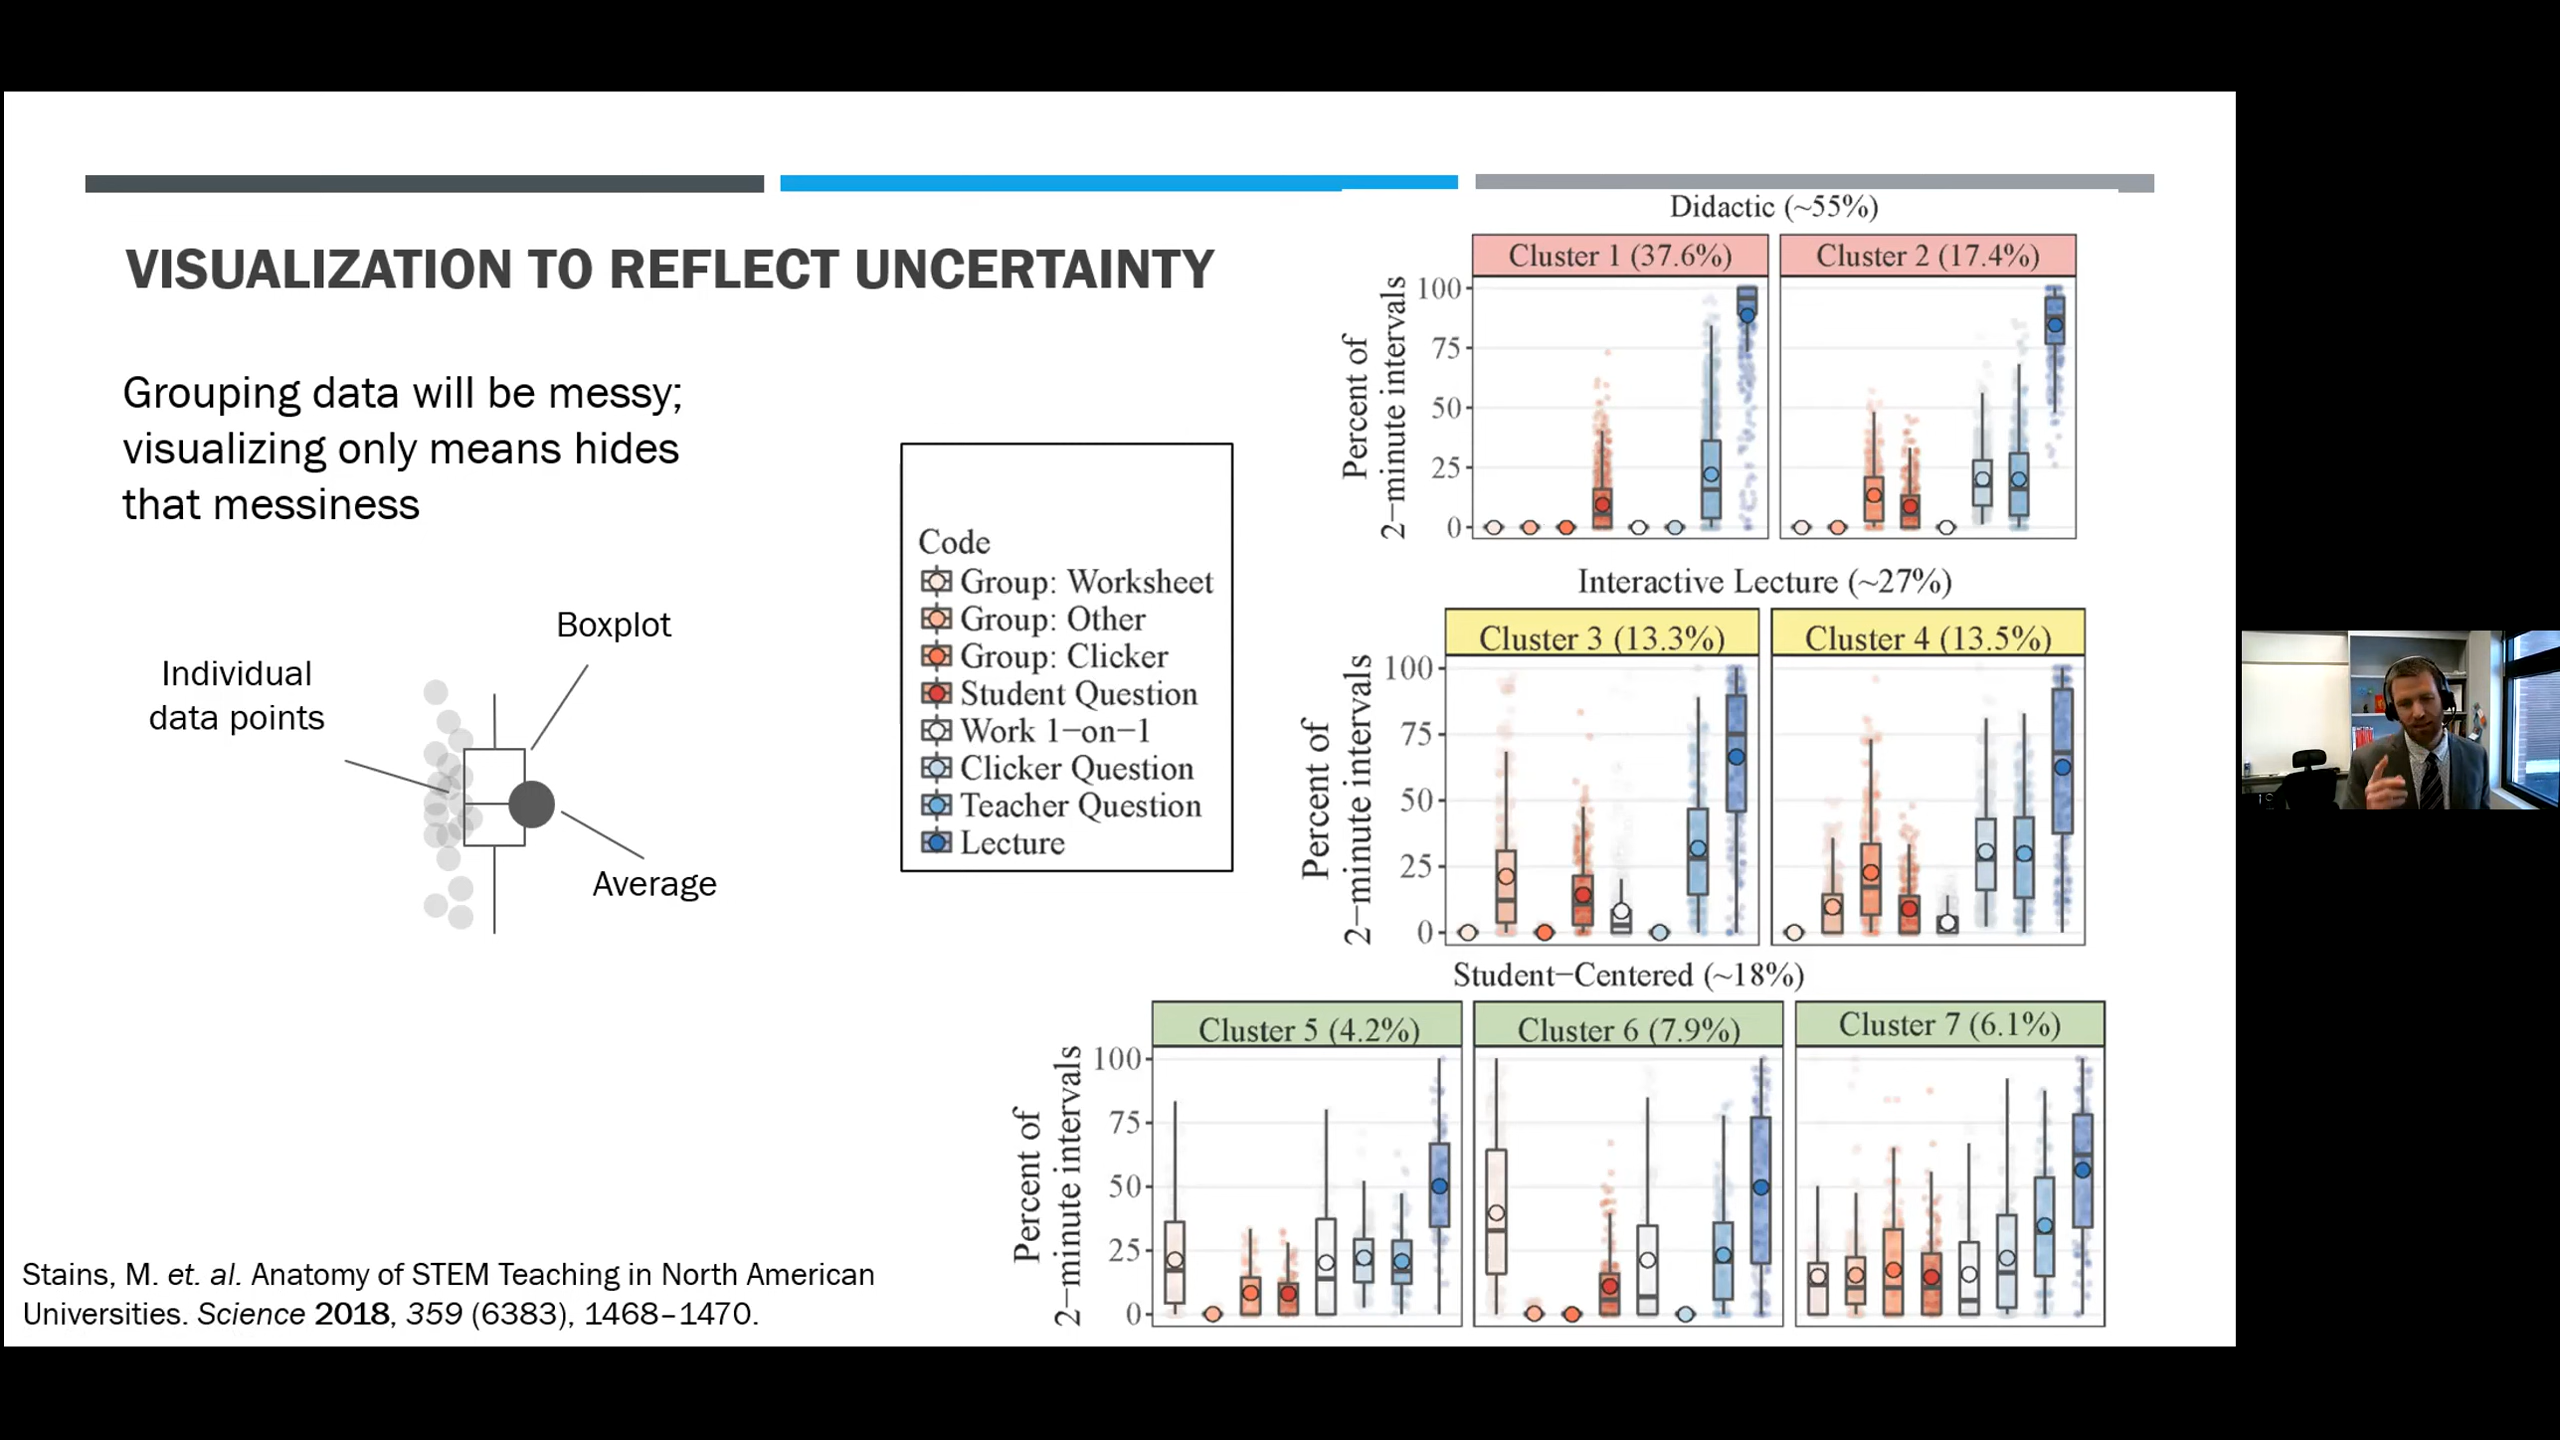 VISUALIZATION TO REFLECT UNCERTAINTY
Grouping data will be messy;
visualizing only means hides
that messiness
Boxplot
Individual
data points
Average
Code
Group: Worksheet
Group: Other
Group: Clicker
Student Question
Work 1−on−1
Clicker Question
Teacher Question
Lecture
Didactic (~55%)
Cluster 1 (37.6%)
Cluster 2 (17.4%)
Percent of
2−minute intervals
100
75
50
25
0
Interactive Lecture (~27%)
Cluster 3 (13.3%)
Cluster 4 (13.5%)
Percent of
2−minute intervals
100
75
50
25
0
Student−Centered (~18%)
Cluster 5 (4.2%)
Cluster 6 (7.9%)
Cluster 7 (6.1%)
Percent of
2−minute intervals
100
75
50
25
0
Stains, M. et. al. Anatomy of STEM Teaching in North American
Universities. Science 2018, 359 (6383), 1468–1470.